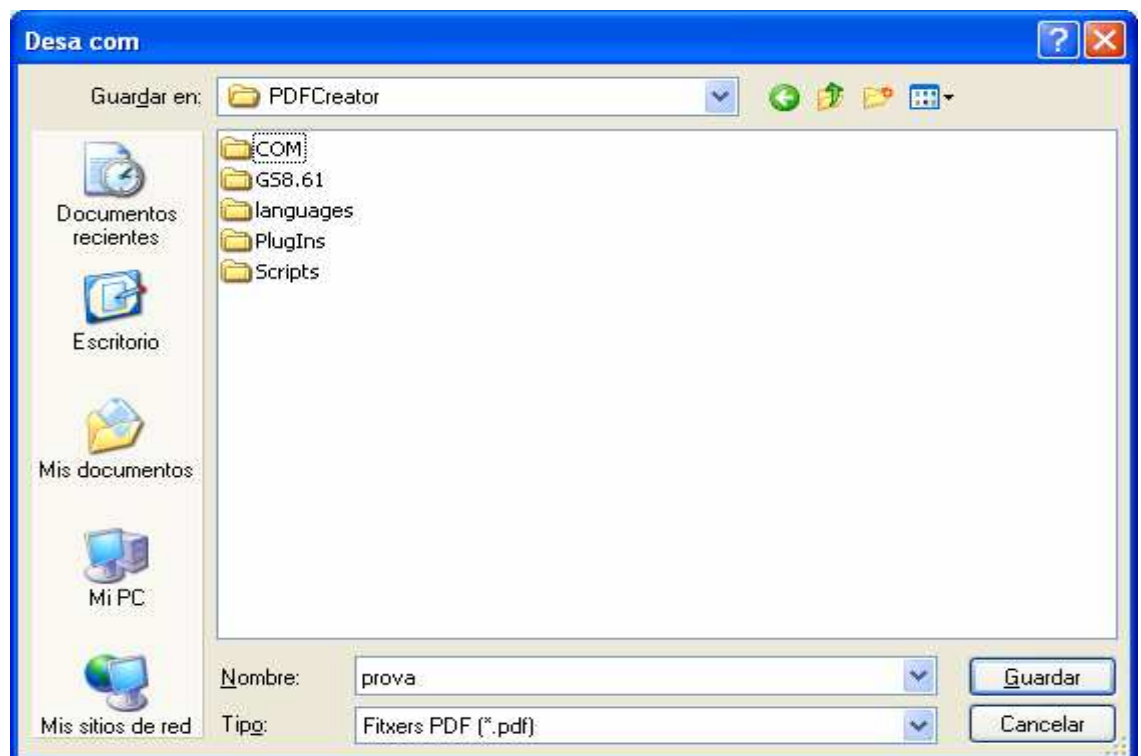 Desa com
Guardar en: PDFCreator
COM
GS8.61
languages
PlugIns
Scripts
Documentos
recientes
Escritorio
Mis documentos
Mi PC
Mis sitios de red
Nombre: prova Guardar
Tipo: Fitxers PDF (*.pdf) Cancelar